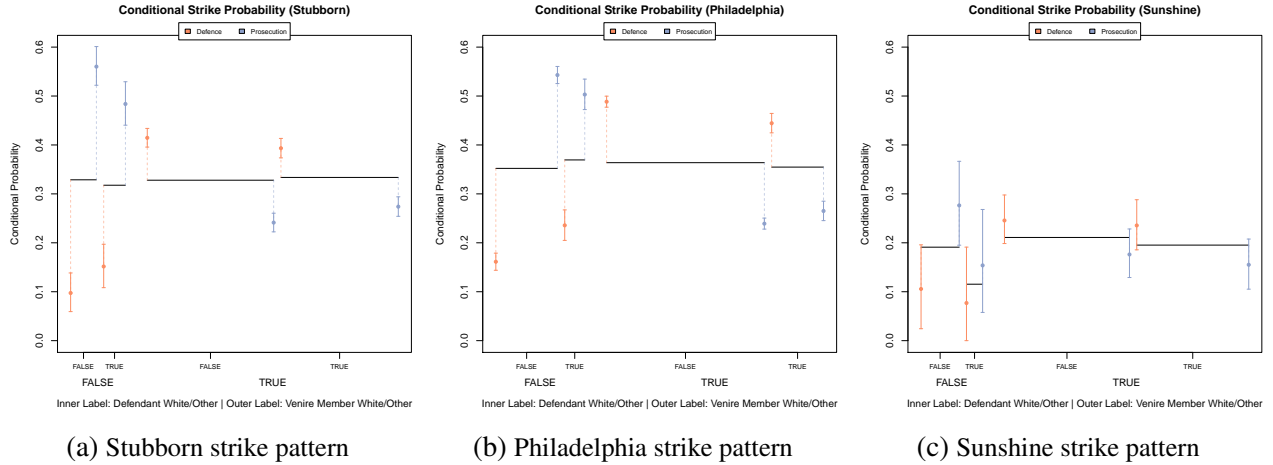 Conditional Strike Probability (Stubborn)
Defence Prosecution
Conditional Probability
0.6
0.5
0.4
0.3
0.2
0.1
0.0
FALSE TRUE FALSE TRUE
FALSE TRUE
Inner Label: Defendant White/Other | Outer Label: Venire Member White/Other
(a) Stubborn strike pattern
Conditional Strike Probability (Philadelphia)
Defence Prosecution
Conditional Probability
0.6
0.5
0.4
0.3
0.2
0.1
0.0
FALSE TRUE FALSE TRUE
FALSE TRUE
Inner Label: Defendant White/Other | Outer Label: Venire Member White/Other
(b) Philadelphia strike pattern
Conditional Strike Probability (Sunshine)
Defence Prosecution
Conditional Probability
0.6
0.5
0.4
0.3
0.2
0.1
0.0
FALSE TRUE FALSE TRUE
FALSE TRUE
Inner Label: Defendant White/Other | Outer Label: Venire Member White/Other
(c) Sunshine strike pattern